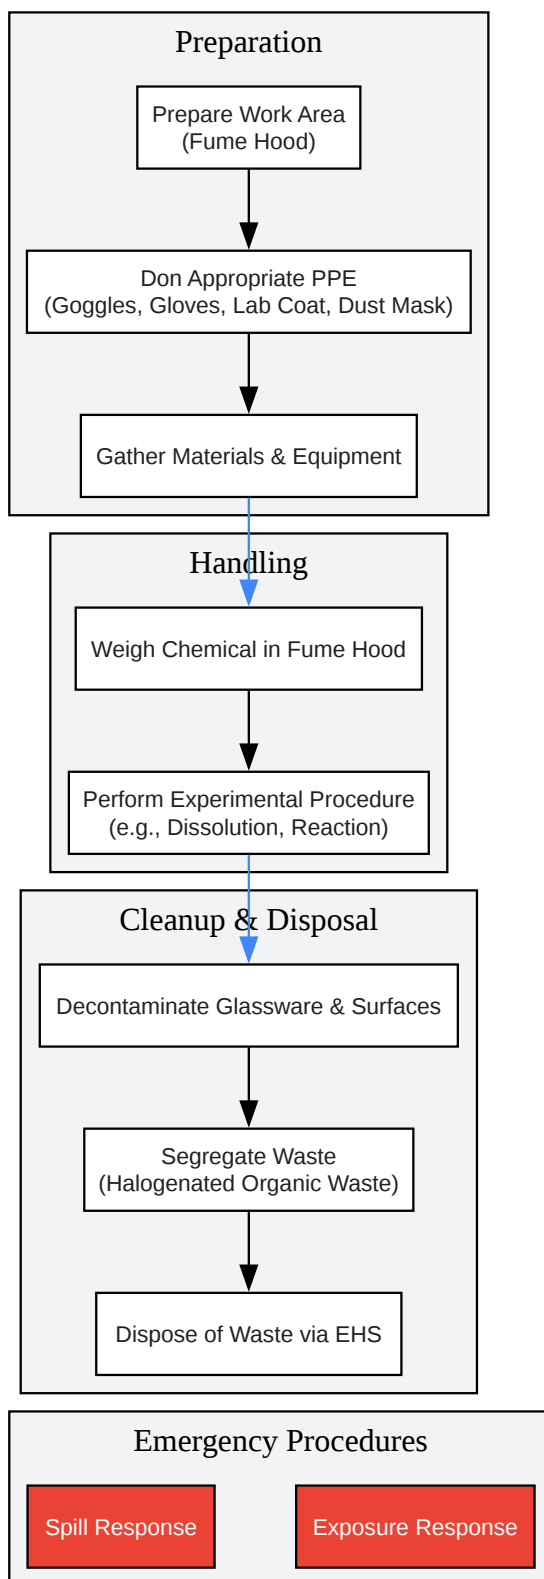 Preparation
Prepare Work Area
(Fume Hood)
Don Appropriate PPE
(Goggles, Gloves, Lab Coat, Dust Mask)
Gather Materials & Equipment
Handling
Weigh Chemical in Fume Hood
Perform Experimental Procedure
(e.g., Dissolution, Reaction)
Cleanup & Disposal
Decontaminate Glassware & Surfaces
Segregate Waste
(Halogenated Organic Waste)
Dispose of Waste via EHS
Emergency Procedures
Spill Response
Exposure Response